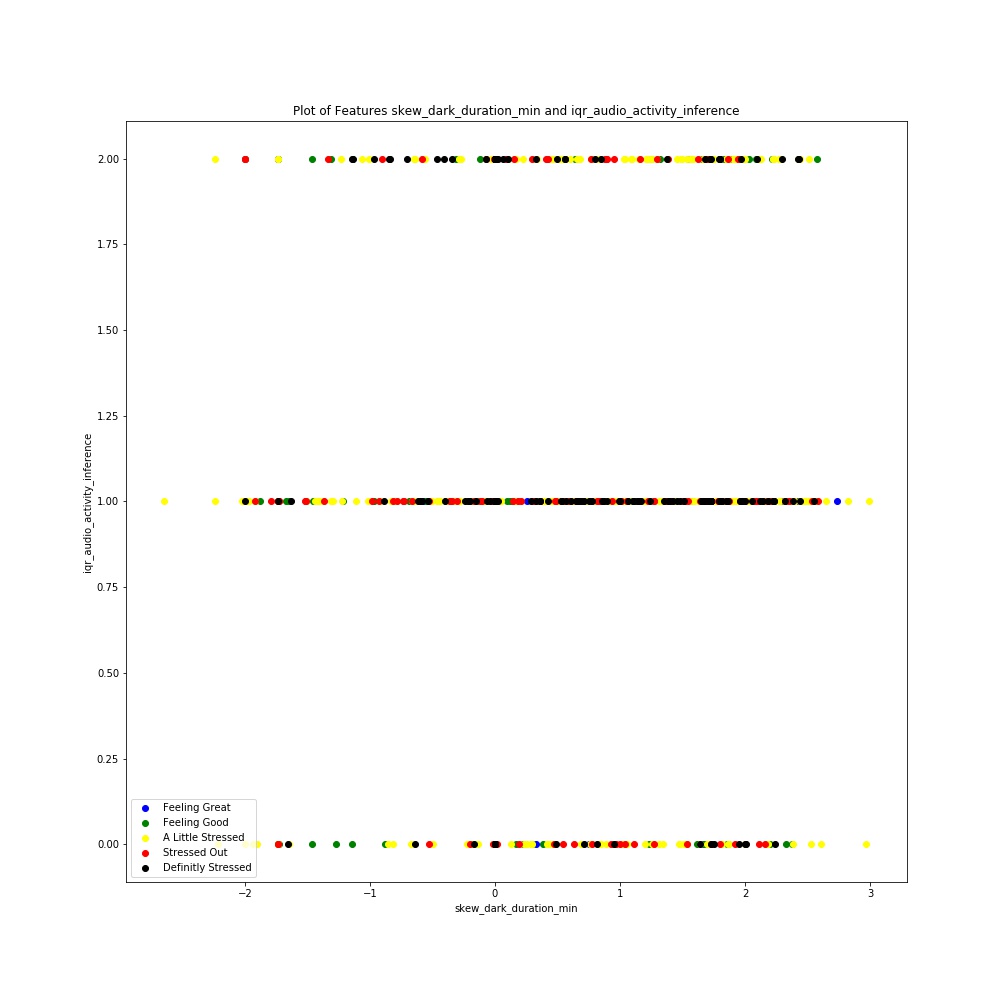 Plot of Features skew_dark_duration_min and iqr_audio_activity_inference
2.00
1.75
1.50
1.25
1.00
0.75
0.50
0.25
0.00
iqr_audio_activity_inference
Feeling Great
Feeling Good
A Little Stressed
Stressed Out
Definitly Stressed
−2 −1 0 1 2 3
skew_dark_duration_min